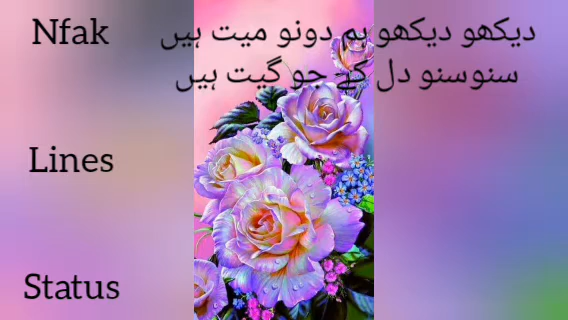 Nfak
دیکھو دیکھو ہم دونو میت ہیں
سنوسنو دل کے جو گیت ہیں
Lines
Status